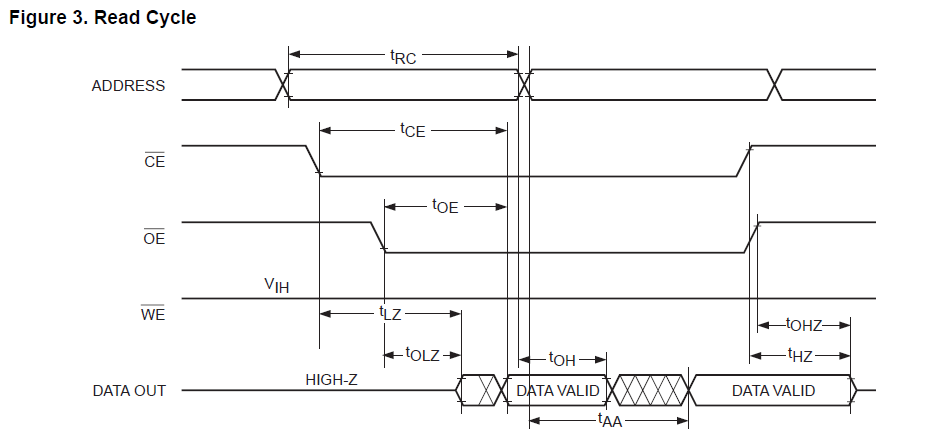 Figure 3. Read Cycle
tRC
ADDRESS
tCE
CE
tOE
OE
VIH
WE
tLZ
tOHZ
tOLZ
tOH
tHZ
HIGH-Z
DATA OUT
DATA VALID
DATA VALID
tAA